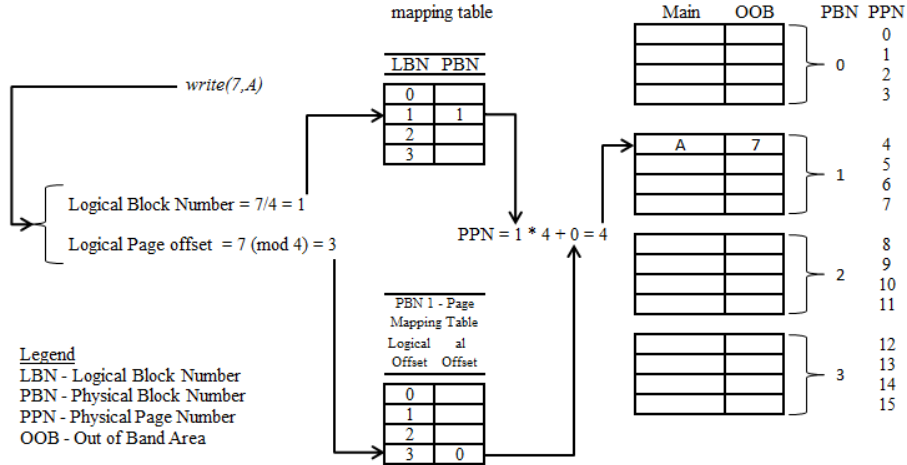 mapping table
LBN PBN
0
1 1
2
3
write(7,A)
Logical Block Number = 7/4 = 1
Logical Page offset = 7 (mod 4) = 3
PPN = 1 * 4 + 0 = 4
PBN 1 - Page
Mapping Table
Logical al
Offset Offset
0
1
2
3 0
Main OOB PBN PPN
0
1
0
2
3
A 7 4
5
1
6
7
8
9
2
10
11
12
13
3
14
15
Legend
LBN - Logical Block Number
PBN - Physical Block Number
PPN - Physical Page Number
OOB - Out of Band Area